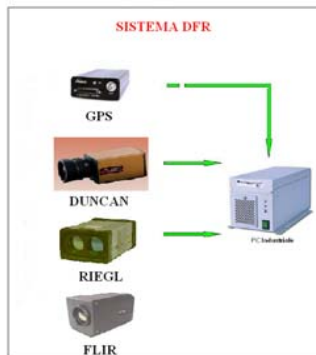 SISTEMA DFR
GPS
DUNCAN
PC Industriale
RIEGL
FLIR